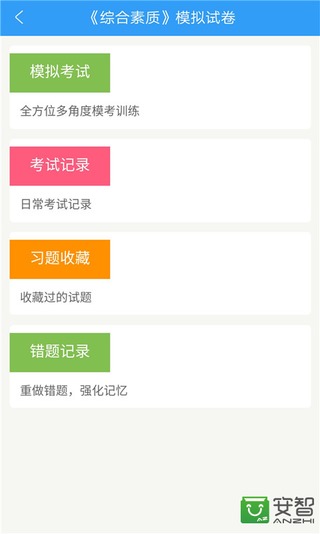 《综合素质》模拟试卷
模拟考试
全方位多角度模考训练
考试记录
日常考试记录
习题收藏
收藏过的试题
错题记录
重做错题，强化记忆
安智
AZ
ANZHI